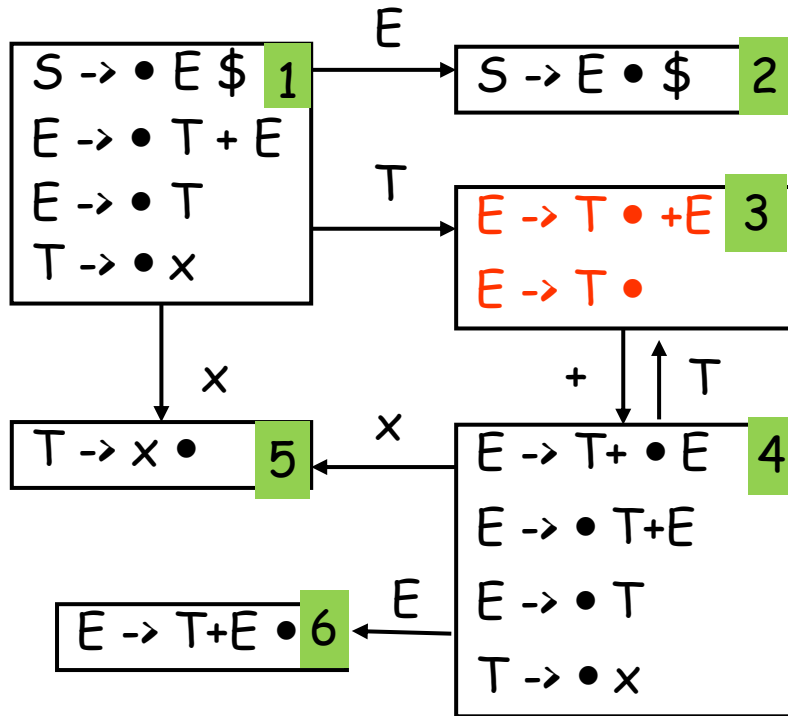 E
S -> • E $ 1
S -> E • $ 2
E -> • T + E
E -> • T
T -> • x
T
E -> T • +E 3
E -> T •
x
+ T
T -> x • 5
x
E -> T+ • E 4
E -> • T+E
E -> • T
T -> • x
E
E -> T+E • 6